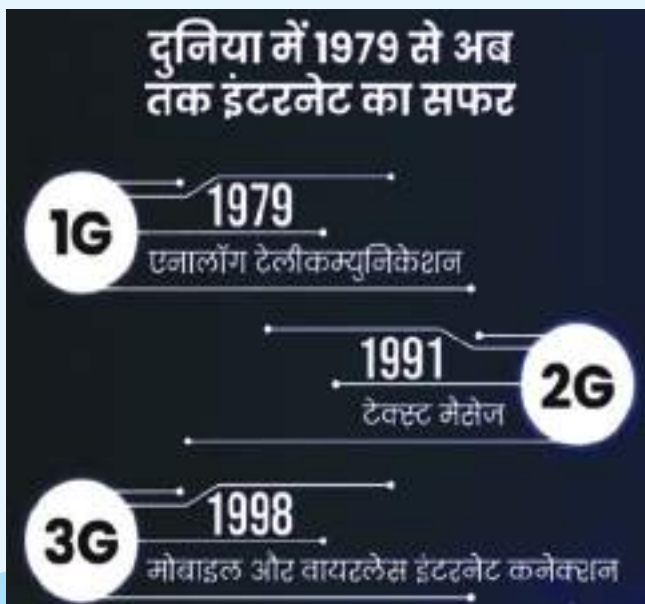 दुनिया में 1979 से अब
तक इंटरनेट का सफर
1G
1979
एनालॉग टेलीकम्युनिकेशन
1991
2G
टेक्स्ट मैसेज
1998
3G
मोबाइल और वायरलेस इंटरनेट कनेक्शन